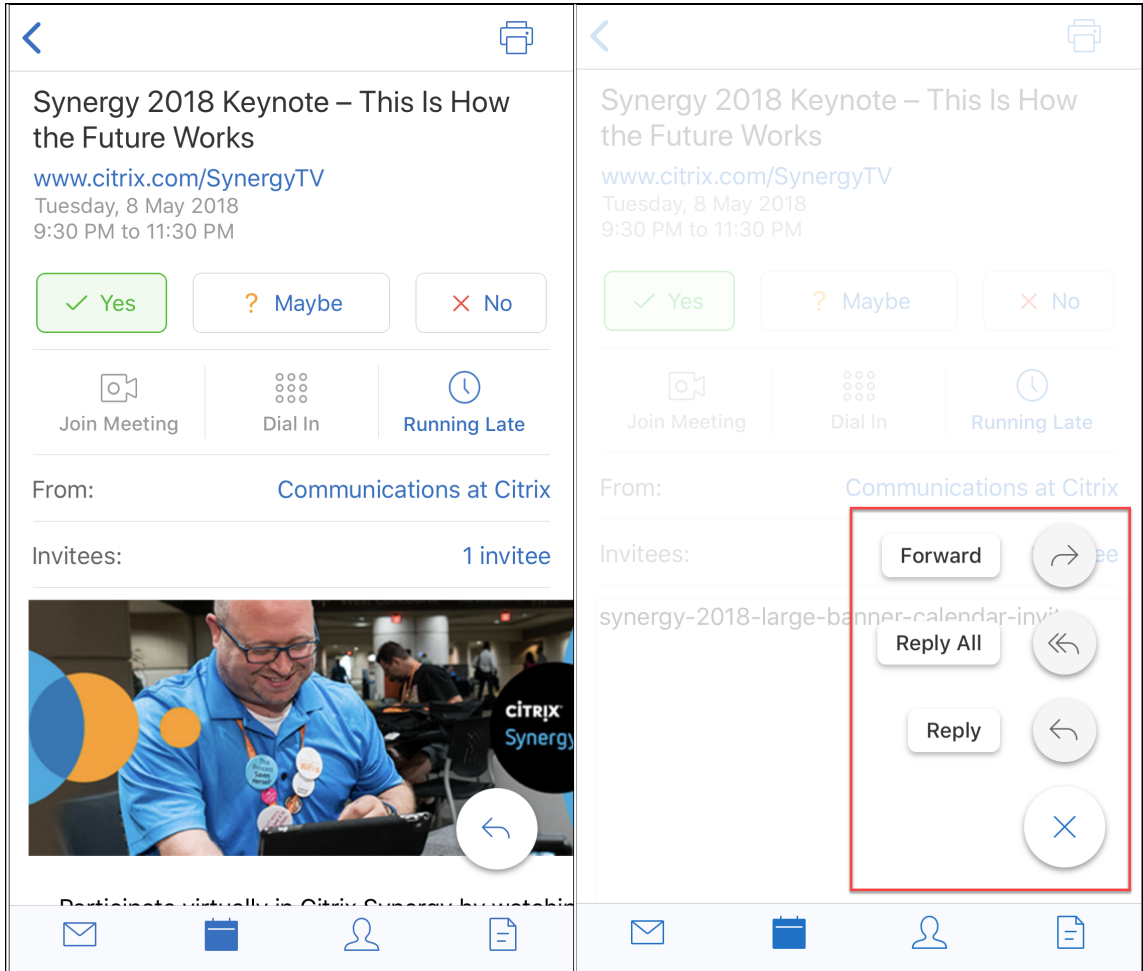 Synergy 2018 Keynote – This Is How
the Future Works
www.citrix.com/SynergyTV
Tuesday, 8 May 2018
9:30 PM to 11:30 PM
Yes
? Maybe
No
Join Meeting
Dial In
Running Late
From:
Communications at Citrix
Invitees:
1 invitee
CITRIX
Synergy
Participate virtually in Citrix Synergy by watchin
Synergy 2018 Keynote – This Is How
the Future Works
www.citrix.com/SynergyTV
Tuesday, 8 May 2018
9:30 PM to 11:30 PM
Yes
? Maybe
No
Join Meeting
Dial In
Running Late
From:
Communications at Citrix
Invitees:
ee
Forward
synergy-2018-large-banner-calendar-invit
Reply All
Reply